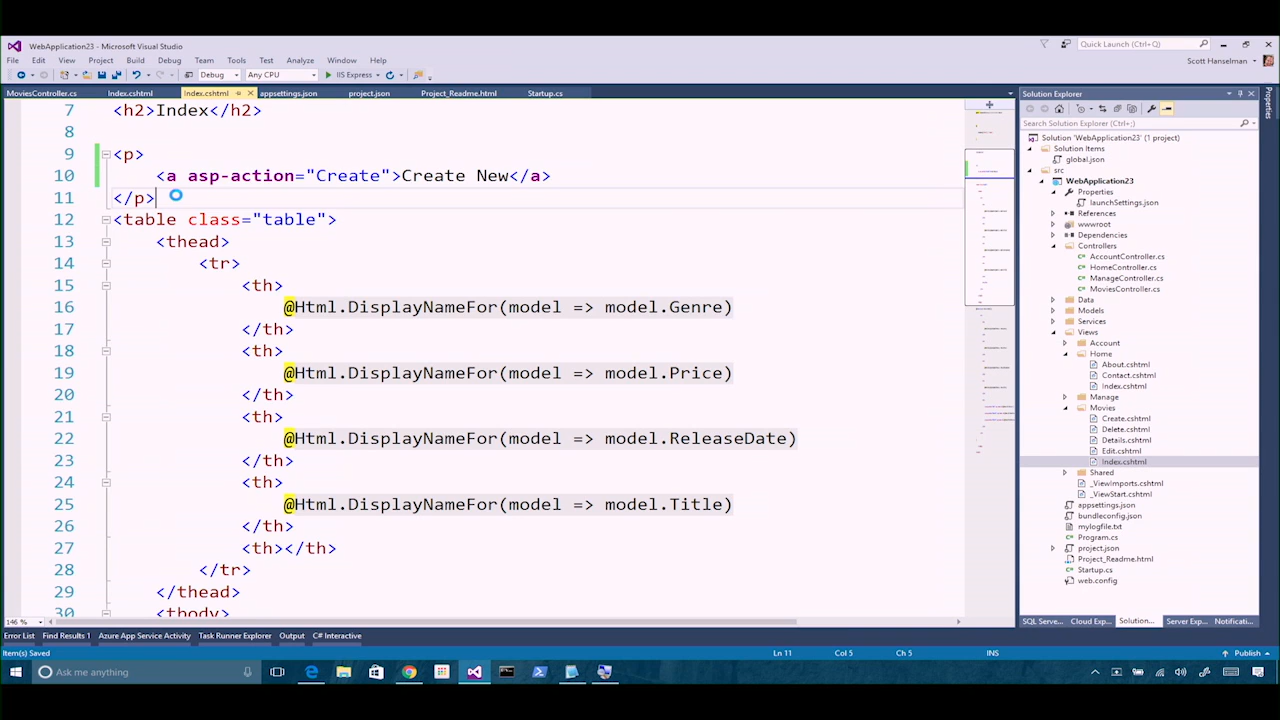 WebApplication23 - Microsoft Visual Studio
Quick Launch (Ctrl+Q)
File Edit View Project Build Debug Team Tools Test Analyze Window Help
Scott Hanselman
Debug Any CPU IIS Express
MoviesController.cs Index.cshtml Index.cshtml appsettings.json project.json Project_Readme.html Startup.cs
7 <h2>Index</h2>
8
9 <p>
10 <a asp-action="Create">Create New</a>
11 </p>
12 <table class="table">
13 <thead>
14 <tr>
15 <th>
16 @Html.DisplayNameFor(model => model.Genre)
17 </th>
18 <th>
19 @Html.DisplayNameFor(model => model.Price)
20 </th>
21 <th>
22 @Html.DisplayNameFor(model => model.ReleaseDate)
23 </th>
24 <th>
25 @Html.DisplayNameFor(model => model.Title)
26 </th>
27 <th></th>
28 </tr>
29 </thead>
30 <tbody>
146 %
Solution Explorer
Search Solution Explorer (Ctrl+;)
Solution 'WebApplication23' (1 project)
Solution Items
global.json
src
WebApplication23
Properties
launchSettings.json
References
wwwroot
Dependencies
Controllers
AccountController.cs
HomeController.cs
ManageController.cs
MoviesController.cs
Data
Models
Services
Views
Account
Home
About.cshtml
Contact.cshtml
Index.cshtml
Manage
Movies
Create.cshtml
Delete.cshtml
Details.cshtml
Edit.cshtml
Index.cshtml
Shared
_ViewImports.cshtml
_ViewStart.cshtml
appsettings.json
bundleconfig.json
mylogfile.txt
Program.cs
project.json
Project_Readme.html
Startup.cs
web.config
SQL Serve... Cloud Exp... Solution... Server Exp... Notificati...
Properties
Error List Find Results 1 Azure App Service Activity Task Runner Explorer Output C# Interactive
Item(s) Saved Ln 11 Col 5 Ch 5 INS Publish
Ask me anything